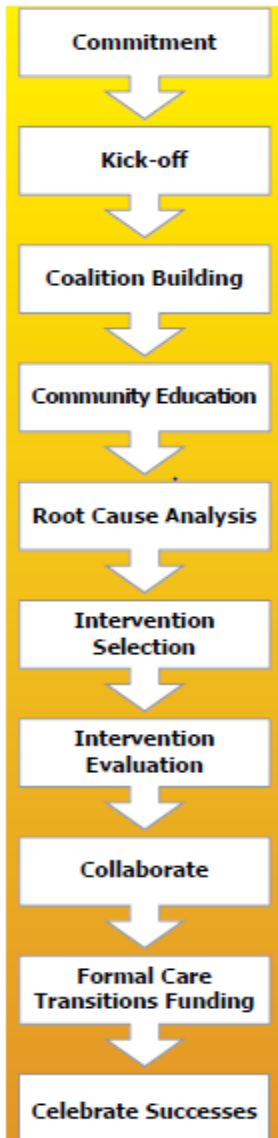 Commitment
Kick-off
Coalition Building
Community Education
Root Cause Analysis
Intervention
Selection
Intervention
Evaluation
Collaborate
Formal Care
Transitions Funding
Celebrate Successes